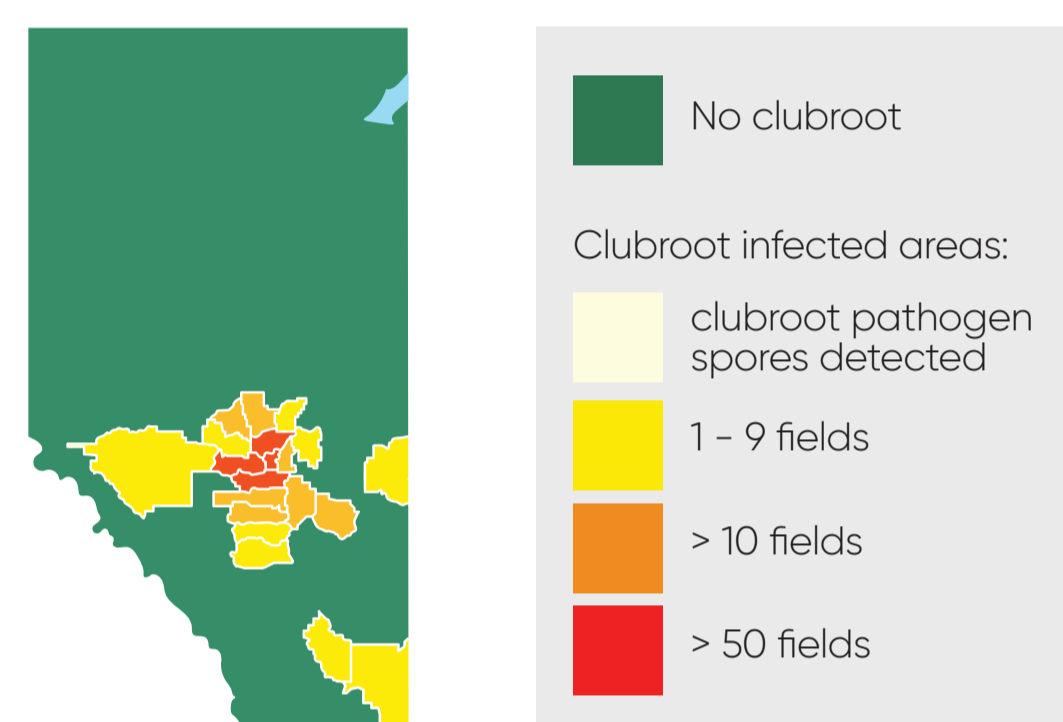 No clubroot
Clubroot infected areas:
clubroot pathogen
spores detected
1 - 9 fields
> 10 fields
> 50 fields